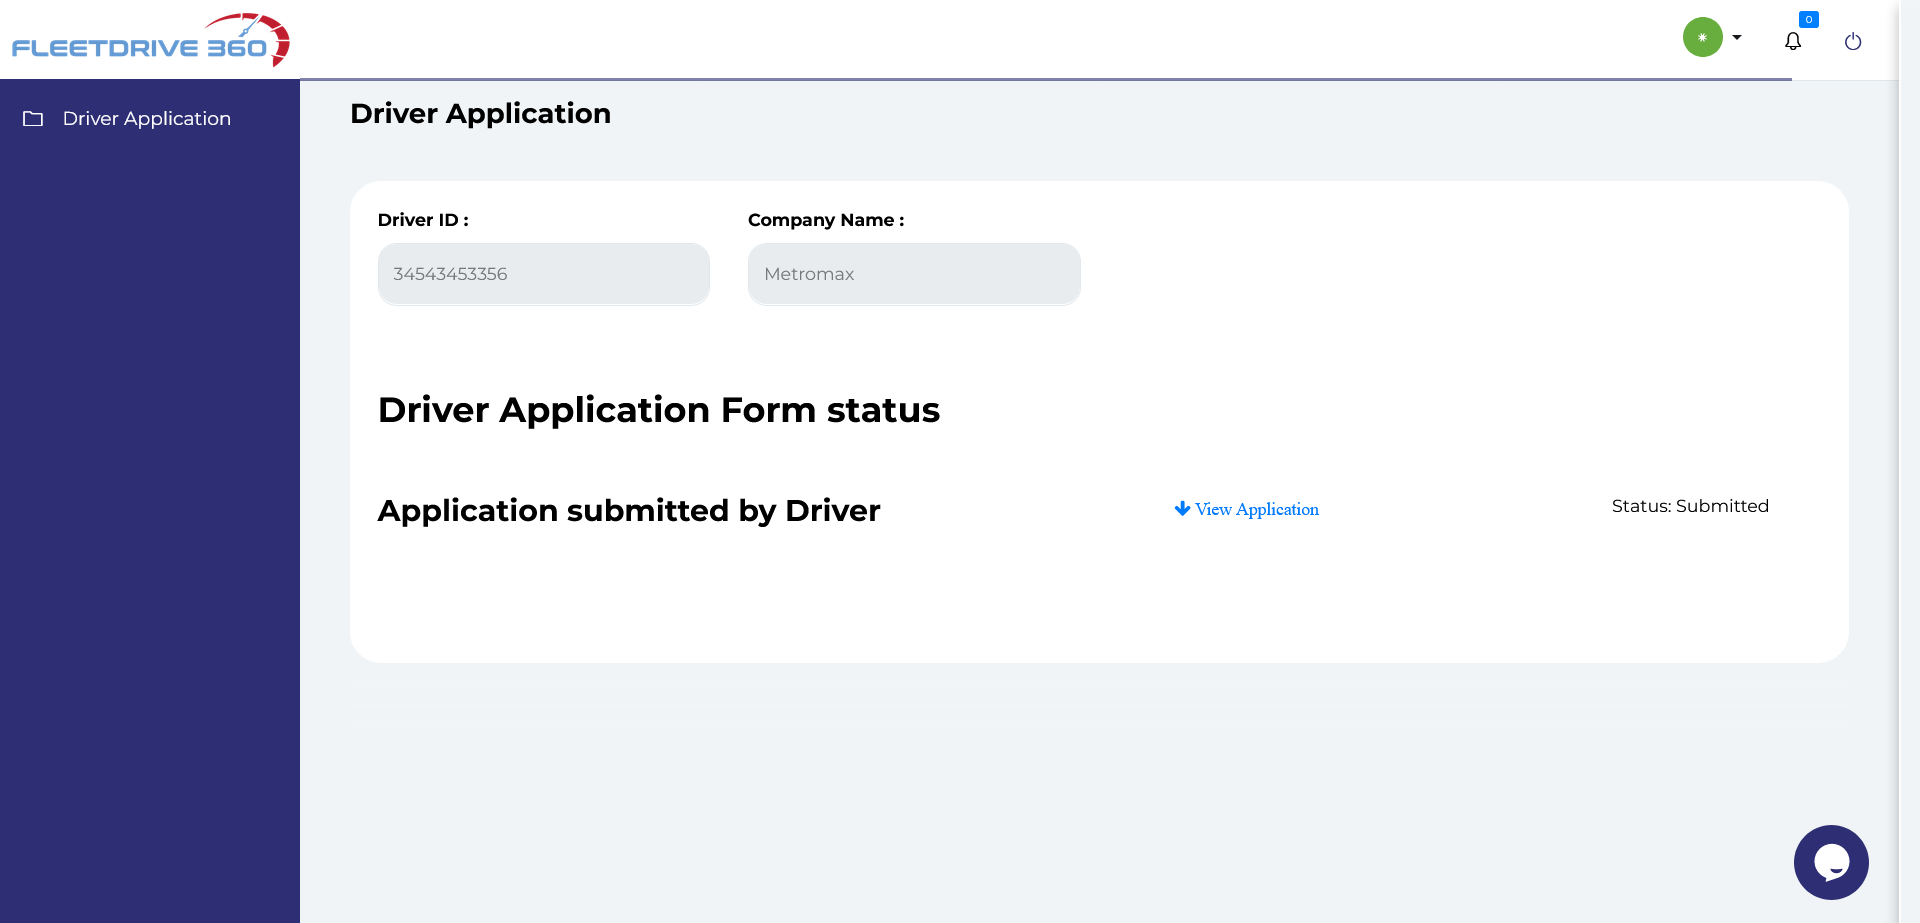 FLEETDRIVE 360
0
Driver Application
Driver Application
Driver ID :
Company Name :
34543453356
Metromax
Driver Application Form status
Application submitted by Driver
View Application
Status: Submitted